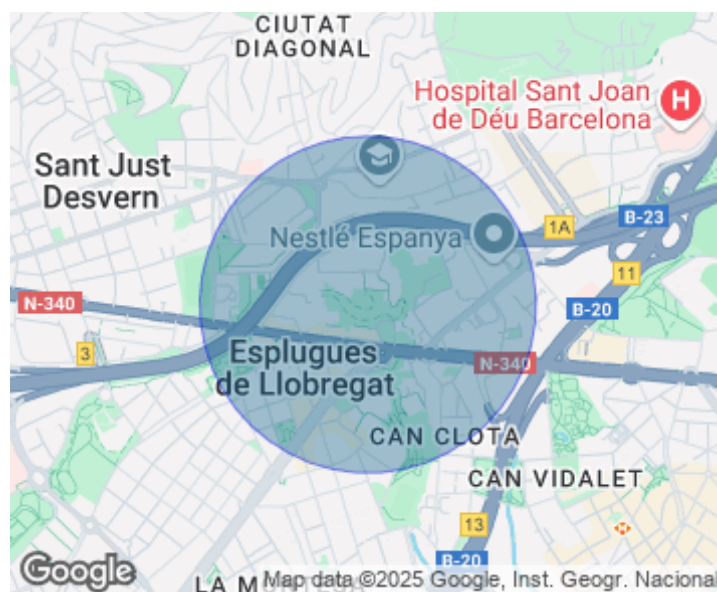 CIUTAT
DIAGONAL
Hospital Sant Joan
de Déu Barcelona
H
Sant Just
Desvern
1A
B-23
Nestlé Espanya
11
N-340
B-20
3
Esplugues
de Llobregat
N-340
CAN CLOTA
CAN VIDALET
13
B-20
Google
LA M
Map data ©2025 Google, Inst. Geogr. Nacional